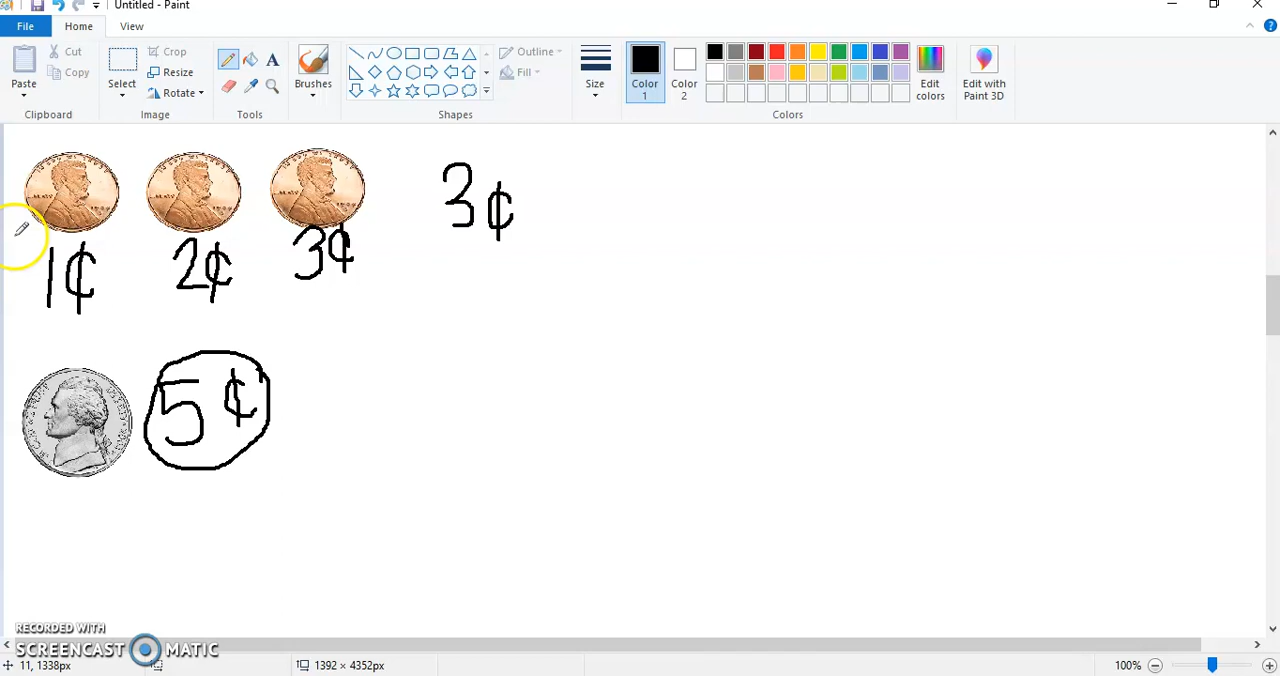 Untitled - Paint
File Home View
Paste
Cut
Copy
Clipboard
Select
Crop
Resize
Rotate
Image
Tools
Brushes
Outline
Fill
Shapes
Size
Color 1
Color 2
Edit colors
Edit with Paint 3D
Colors
3¢
1¢ 2¢ 3¢
5¢
RECORDED WITH
SCREENCAST MATIC
11, 1338px
1392 × 4352px
100%